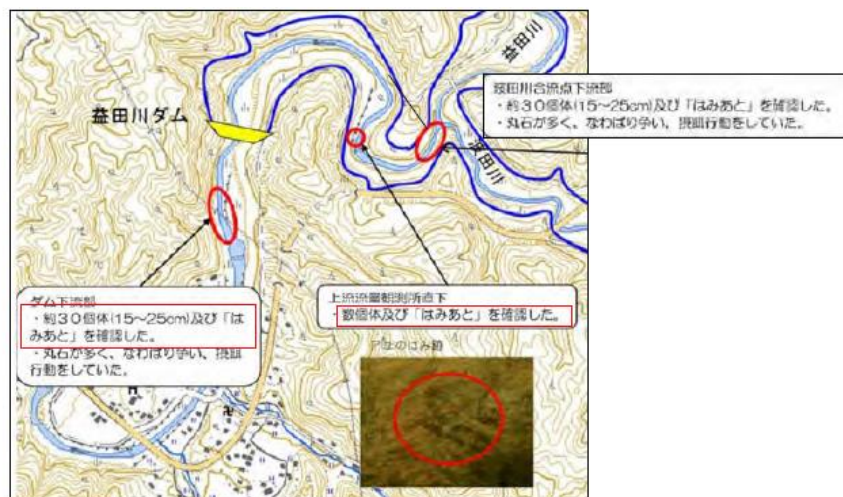 益田川
益田川ダム
波田川
波田川合流点下流部
・約30個体(15～25cm)及び「はみあと」を確認した。
・丸石が多く、なわばり争い、摂餌行動をしていた。
ダム下流部
・約30個体(15～25cm)及び「は
みあと」を確認した。
・丸石が多く、なわばり争い、摂餌
行動をしていた。
上流流量観測所直下
・数個体及び「はみあと」を確認した。
アユのはみ跡